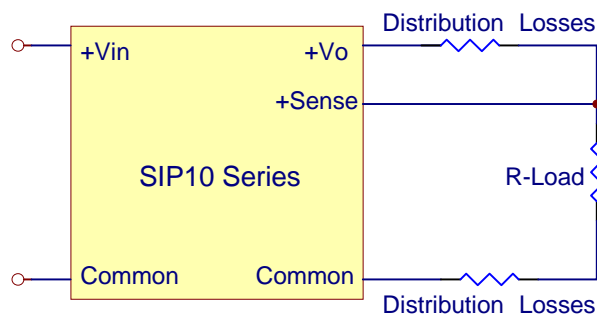 Distribution Losses
+Vin
+Vo
+Sense
SIP10 Series
R-Load
Common
Common
Distribution Losses